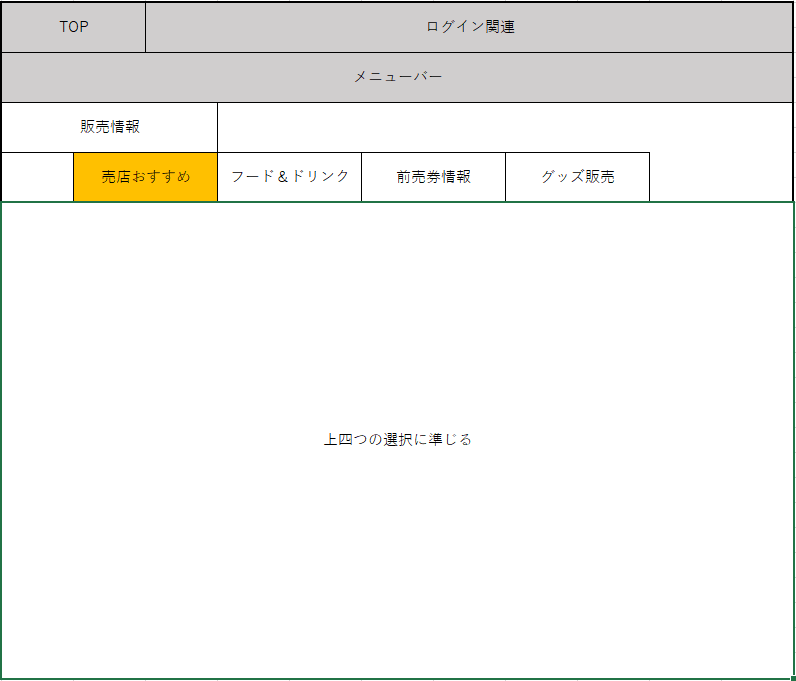 TOP
ログイン関連
メニューバー
販売情報
売店おすすめ
フード＆ドリンク
前売券情報
グッズ販売
上四つの選択に準じる